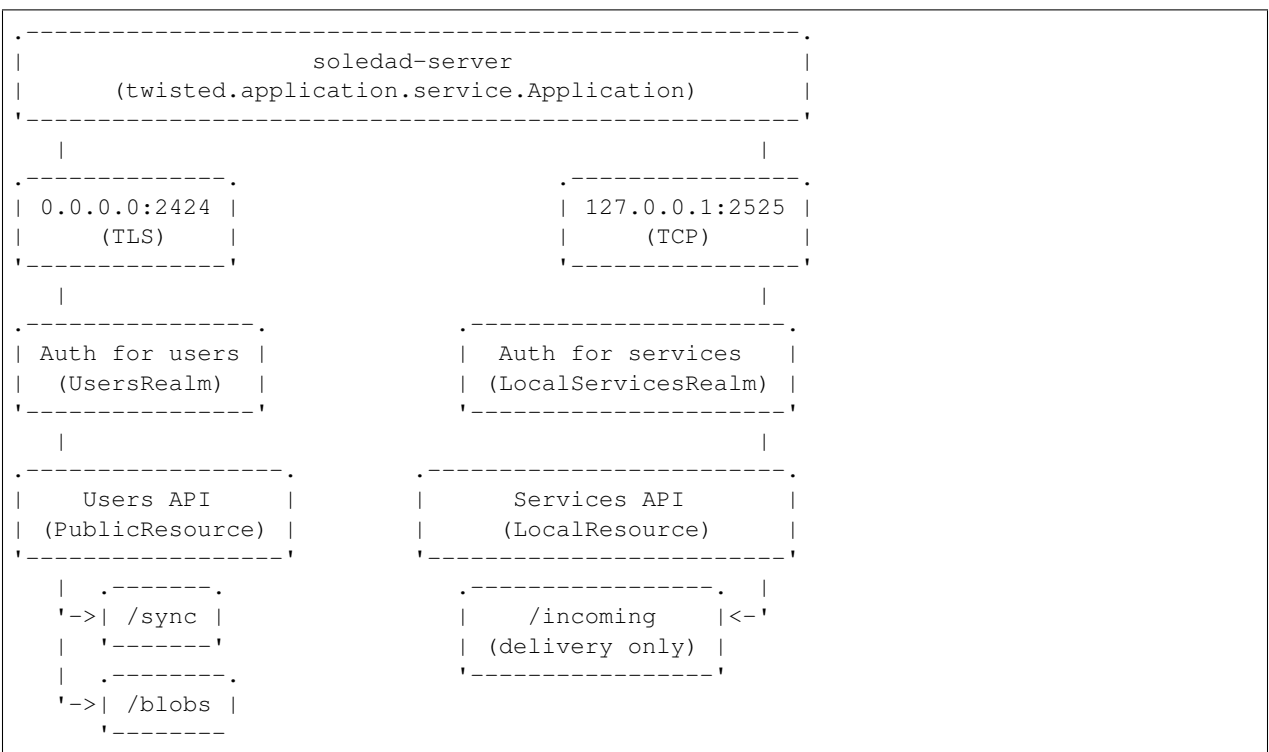 .------------------------------------------------------.
|                    soledad-server                    |
|      (twisted.application.service.Application)       |
'------------------------------------------------------'
   |                                                |
.--------------.                       .----------------.
| 0.0.0.0:2424 |                       | 127.0.0.1:2525 |
|    (TLS)     |                       |     (TCP)      |
'--------------'                       '----------------'
   |                                                |
.----------------.              .----------------------.
| Auth for users |              |  Auth for services   |
|  (UsersRealm)  |              | (LocalServicesRealm) |
'----------------'              '----------------------'
   |                                                |
.------------------.         .-------------------------.
|    Users API     |         |      Services API       |
| (PublicResource) |         |     (LocalResource)     |
'------------------'         '-------------------------'
   |  .-------.                 .-----------------.  |
   '->| /sync |                 |    /incoming    |<-'
   |  '-------'                 | (delivery only) |
   |  .--------.                '-----------------'
   '->| /blobs |
      '--------